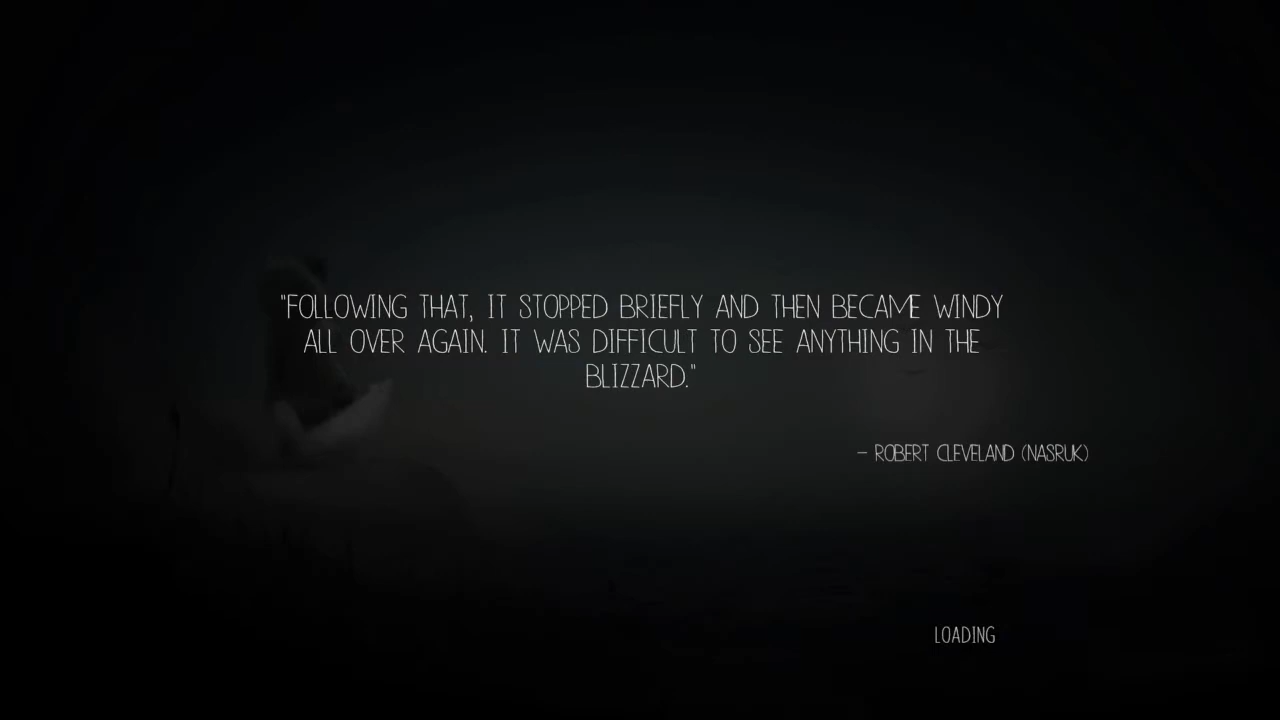 "FOLLOWING THAT, IT STOPPED BRIEFLY AND THEN BECAME WINDY
ALL OVER AGAIN. IT WAS DIFFICULT TO SEE ANYTHING IN THE
BLIZZARD."
- ROBERT CLEVELAND (NASRUK)
LOADING